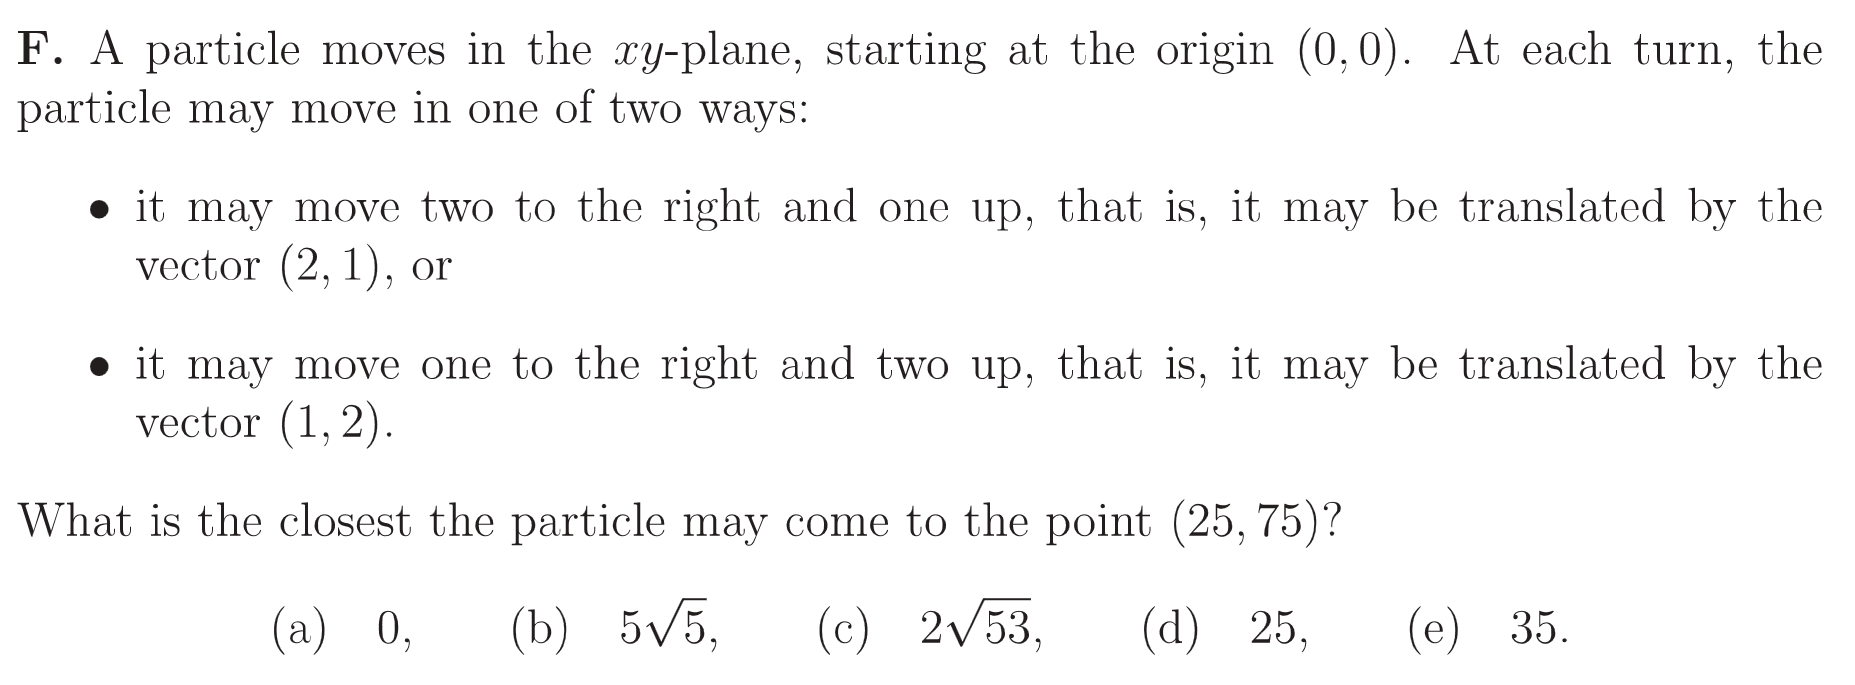 F. A particle moves in the xy-plane, starting at the origin (0, 0). At each turn, the
particle may move in one of two ways:
• it may move two to the right and one up, that is, it may be translated by the
vector (2, 1), or
• it may move one to the right and two up, that is, it may be translated by the
vector (1, 2).
What is the closest the particle may come to the point (25, 75)?
(a) 0, (b) 5√5, (c) 2√53, (d) 25, (e) 35.